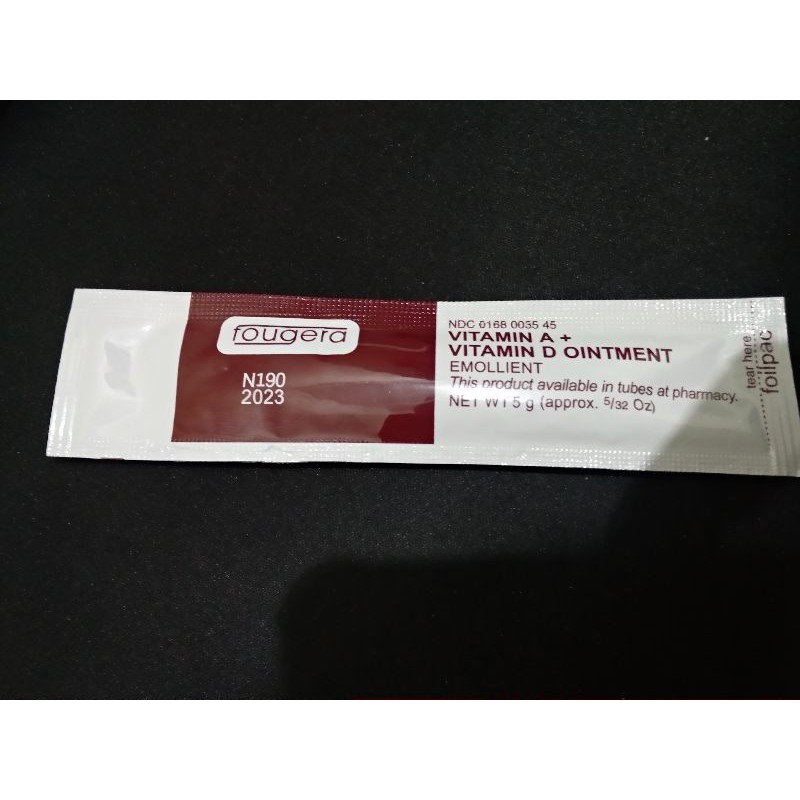 fougera
N190
2023
NDC 0168 0035 45
VITAMIN A +
VITAMIN D OINTMENT
EMOLLIENT
This product available in tubes at pharmacy.
NET WT 5 g (approx. 5/32 Oz)
tear here
foilpac